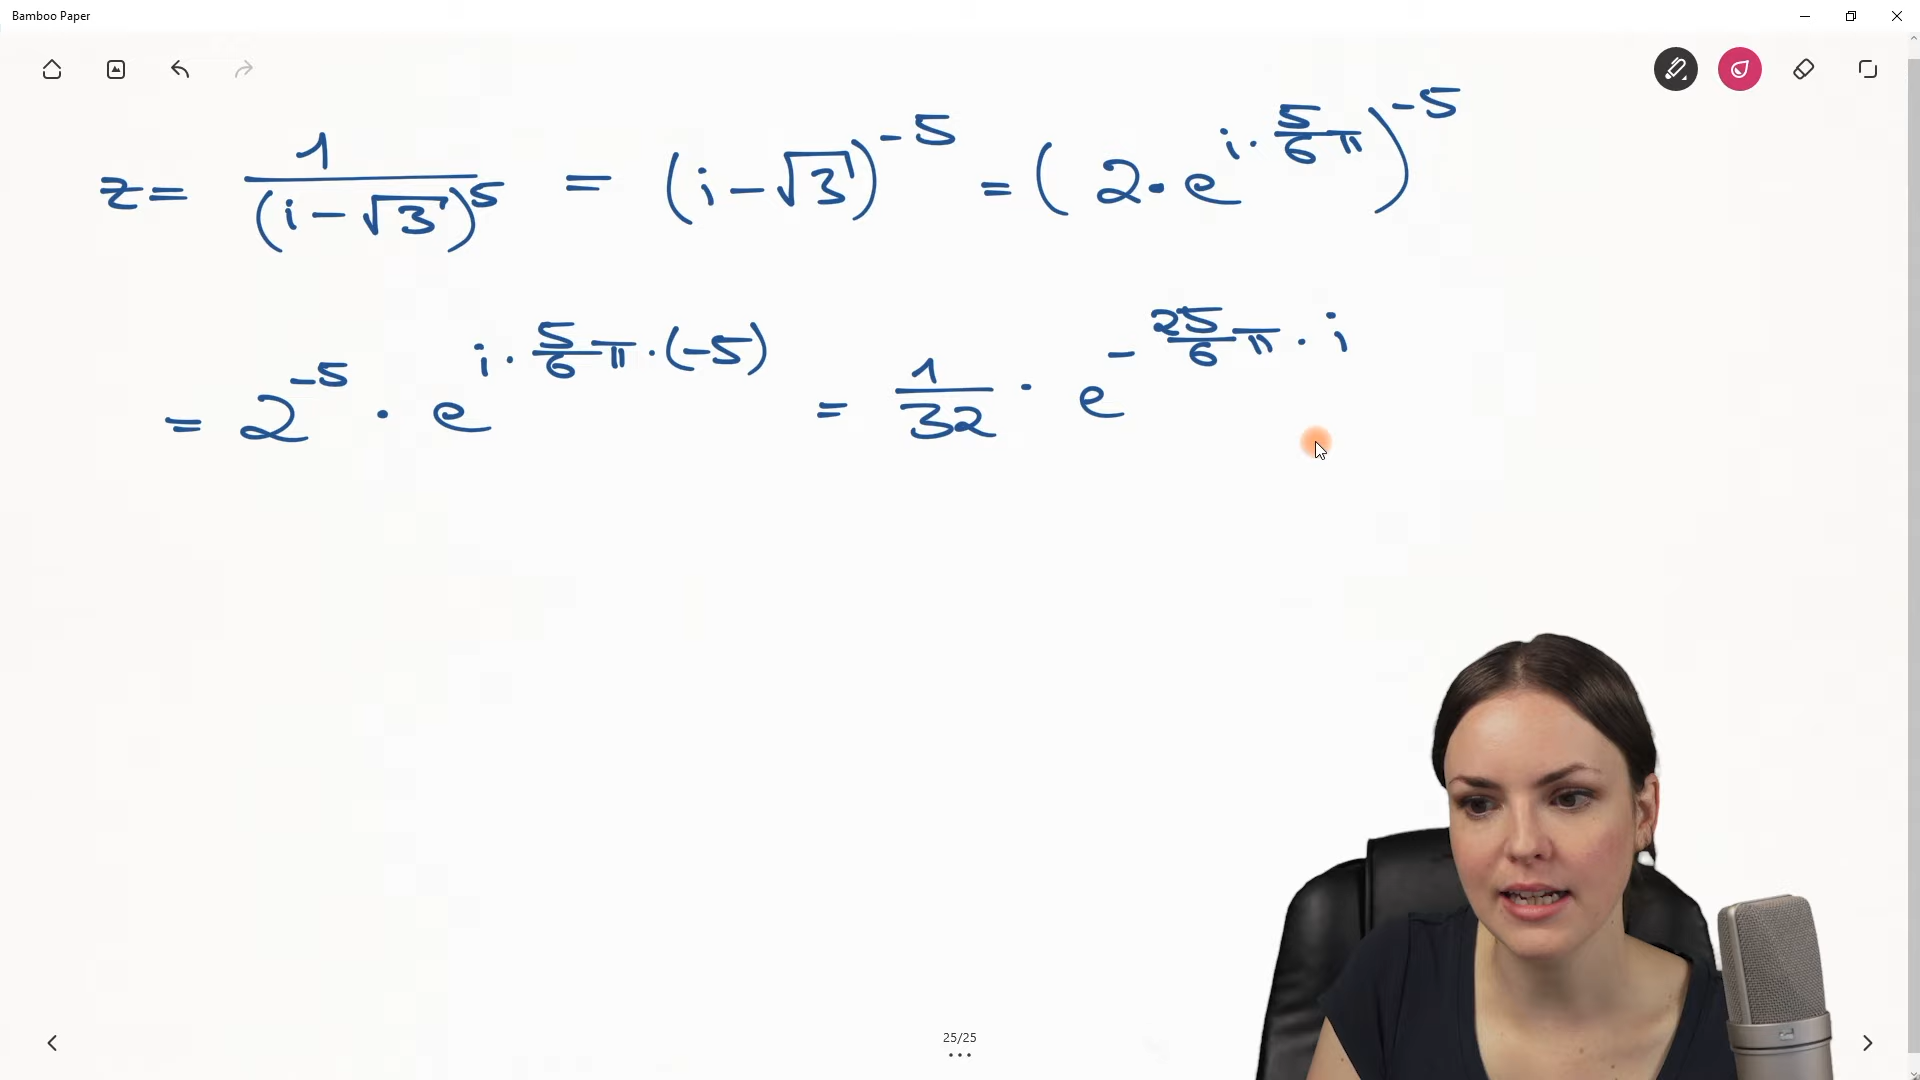 Bamboo Paper
z = 1/(i-√3)^5 = (i-√3)^-5 = (2·e^(i·5/6 π))^-5
= 2^-5 · e^(i·5/6 π·(-5)) = 1/32 · e^(-25/6 π·i)
25/25